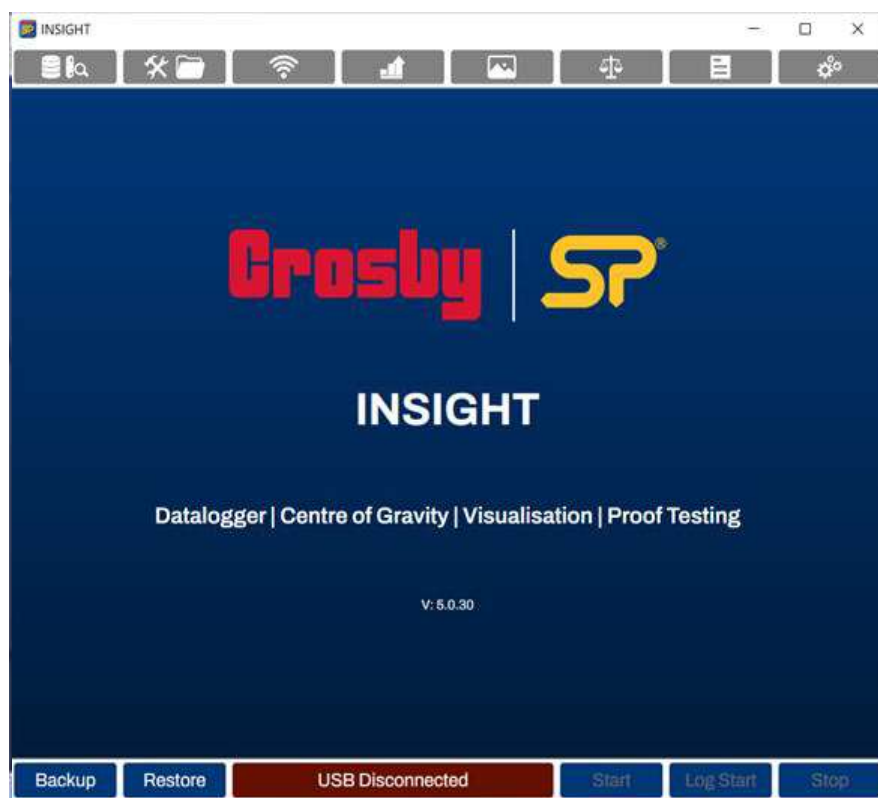 INSIGHT
Crosby | SP®
INSIGHT
Datalogger | Centre of Gravity | Visualisation | Proof Testing
V: 5.0.30
Backup Restore USB Disconnected Start Log Start Stop